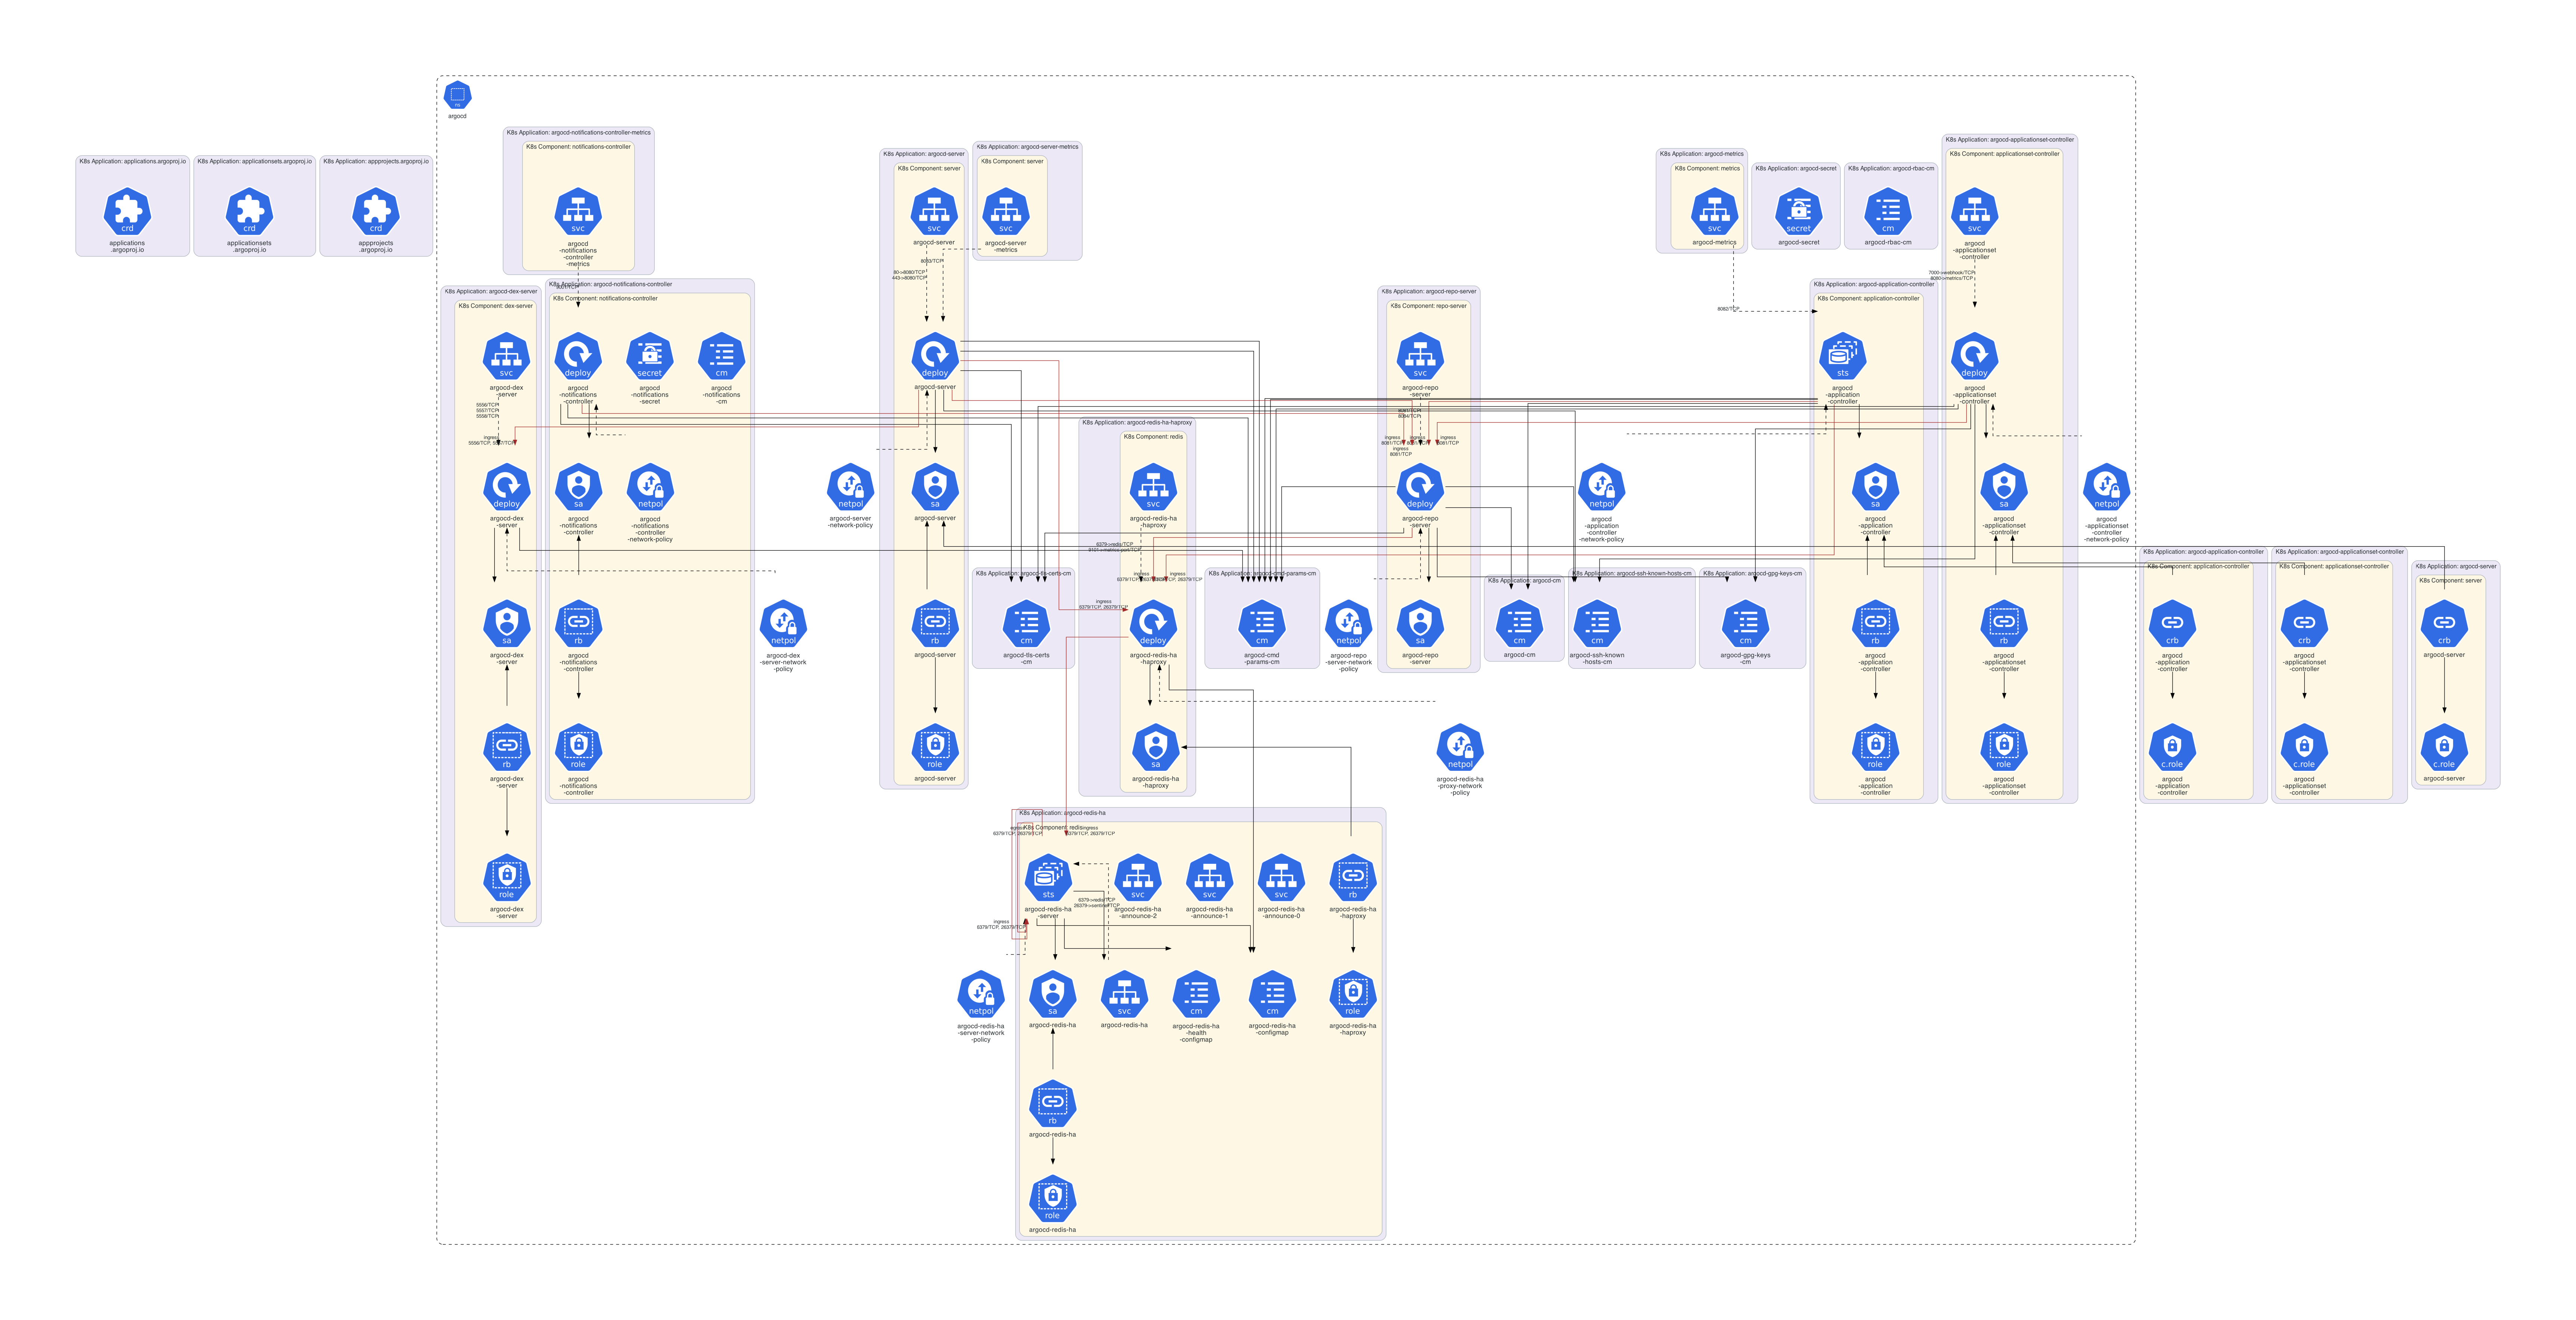 ns
argocd
K8s Application: applications.argoproj.io
crd
applications
.argoproj.io
K8s Application: applicationsets.argoproj.io
crd
applicationsets
.argoproj.io
K8s Application: appprojects.argoproj.io
crd
appprojects
.argoproj.io
K8s Application: argocd-notifications-controller-metrics
K8s Component: notifications-controller
svc
argocd
-notifications
-controller
-metrics
K8s Application: argocd-dex-server
K8s Component: dex-server
svc
argocd-dex
-server
5556/TCP
5557/TCP
5558/TCP
ingress
deploy
argocd-dex
-server
sa
argocd-dex
-server
rb
argocd-dex
-server
role
argocd-dex
-server
K8s Application: argocd-notifications-controller
K8s Component: notifications-controller
deploy
argocd
-notifications
-controller
secret
argocd
-notifications
-secret
cm
argocd
-notifications
-cm
sa
argocd
-notifications
-controller
netpol
argocd
-notifications
-controller
-network-policy
rb
argocd
-notifications
-controller
role
argocd
-notifications
-controller
netpol
argocd-dex
-server-network
-policy
K8s Application: argocd-server
K8s Component: server
svc
argocd-server
80->8080/TCP
443->8080/TCP
K8s Application: argocd-server-metrics
K8s Component: server
svc
argocd-server
-metrics
deploy
argocd-server
netpol
argocd-server
-network-policy
sa
argocd-server
rb
argocd-server
role
argocd-server
K8s Application: argocd-tls-certs-cm
cm
argocd-tls-certs
-cm
K8s Application: argocd-redis-ha-haproxy
K8s Component: redis
svc
argocd-redis-ha
-haproxy
6379->redis/TCP
ingress
ingress
ingress
6379/TCP, 26379/TCP
deploy
argocd-redis-ha
-haproxy
sa
argocd-redis-ha
-haproxy
K8s Application: argocd-cmd-params-cm
cm
argocd-cmd
-params-cm
K8s Application: argocd-repo-server
K8s Component: repo-server
svc
argocd-repo
-server
8081/TCP
8084/TCP
ingress
ingress
ingress
8081/TCP
ingress
8081/TCP
deploy
argocd-repo
-server
sa
argocd-repo
-server
netpol
argocd-repo
-server-network
-policy
netpol
argocd-redis-ha
-proxy-network
-policy
K8s Application: argocd-cm
cm
argocd-cm
K8s Application: argocd-ssh-known-hosts-cm
cm
argocd-ssh-known
-hosts-cm
K8s Application: argocd-gpg-keys-cm
cm
argocd-gpg-keys
-cm
netpol
argocd
-application
-controller
-network-policy
K8s Application: argocd-metrics
K8s Component: metrics
svc
argocd-metrics
8082/TCP
K8s Application: argocd-secret
secret
argocd-secret
K8s Application: argocd-rbac-cm
cm
argocd-rbac-cm
K8s Application: argocd-application-controller
K8s Component: application-controller
sts
argocd
-application
-controller
sa
argocd
-application
-controller
rb
argocd
-application
-controller
role
argocd
-application
-controller
K8s Application: argocd-applicationset-controller
K8s Component: applicationset-controller
svc
argocd
-applicationset
-controller
7000->webhook/TCP
8080->metrics/TCP
deploy
argocd
-applicationset
-controller
sa
argocd
-applicationset
-controller
rb
argocd
-applicationset
-controller
role
argocd
-applicationset
-controller
netpol
argocd
-applicationset
-controller
-network-policy
K8s Application: argocd-application-controller
K8s Component: application-controller
crb
argocd
-application
-controller
c.role
argocd
-application
-controller
K8s Application: argocd-applicationset-controller
K8s Component: applicationset-controller
crb
argocd
-applicationset
-controller
c.role
argocd
-applicationset
-controller
K8s Application: argocd-server
K8s Component: server
crb
argocd-server
c.role
argocd-server
K8s Application: argocd-redis-ha
K8s Component: redis
ingress
6379/TCP, 26379/TCP
sts
argocd-redis-ha
-server
6379->redis/TCP
26379->sentinel/TCP
svc
argocd-redis-ha
-announce-2
svc
argocd-redis-ha
-announce-1
svc
argocd-redis-ha
-announce-0
rb
argocd-redis-ha
-haproxy
ingress
6379/TCP, 26379/TCP
netpol
argocd-redis-ha
-server-network
-policy
sa
argocd-redis-ha
svc
argocd-redis-ha
cm
argocd-redis-ha
-health
-configmap
cm
argocd-redis-ha
-configmap
role
argocd-redis-ha
-haproxy
rb
argocd-redis-ha
role
argocd-redis-ha